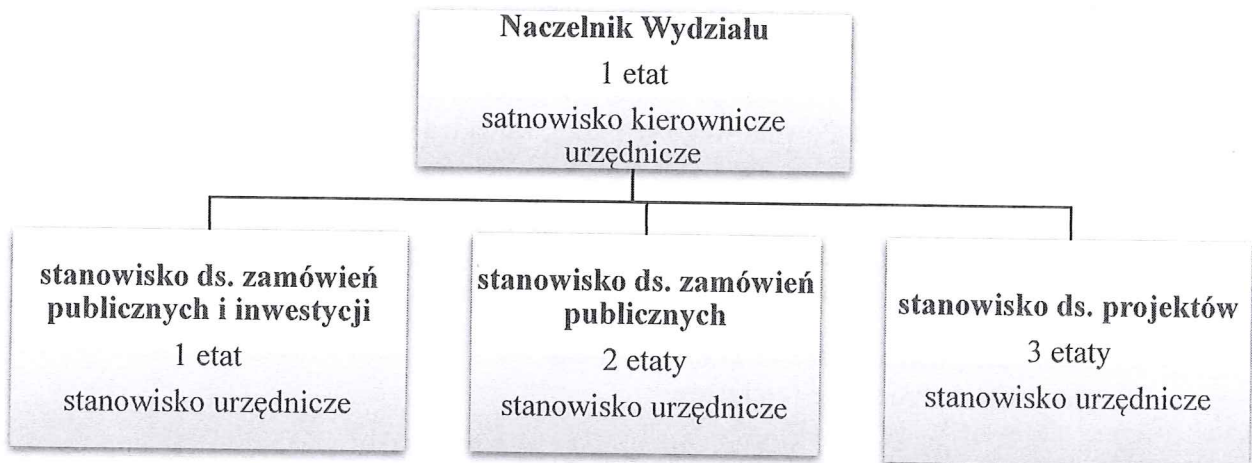 Naczelnik Wydziału
1 etat
satnowisko kierownicze
urzędnicze
stanowisko ds. zamówień
publicznych i inwestycji
1 etat
stanowisko urzędnicze
stanowisko ds. zamówień
publicznych
2 etaty
stanowisko urzędnicze
stanowisko ds. projektów
3 etaty
stanowisko urzędnicze